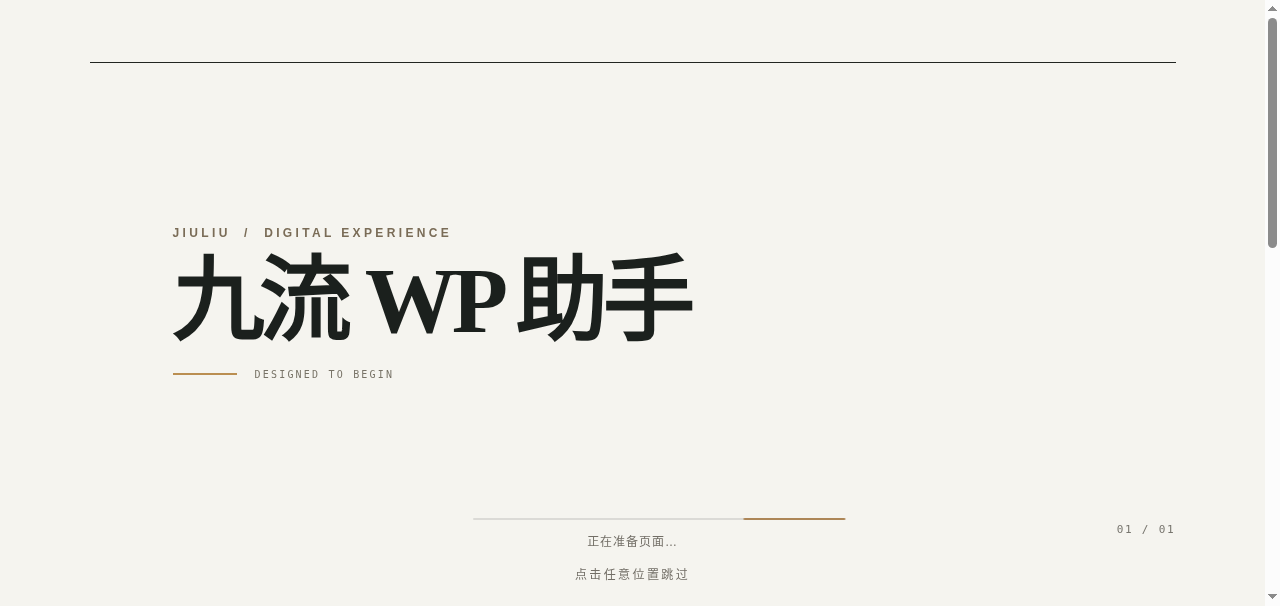 JIULIU / DIGITAL EXPERIENCE
九流 WP 助手
DESIGNED TO BEGIN
正在准备页面...
01 / 01
点击任意位置跳过